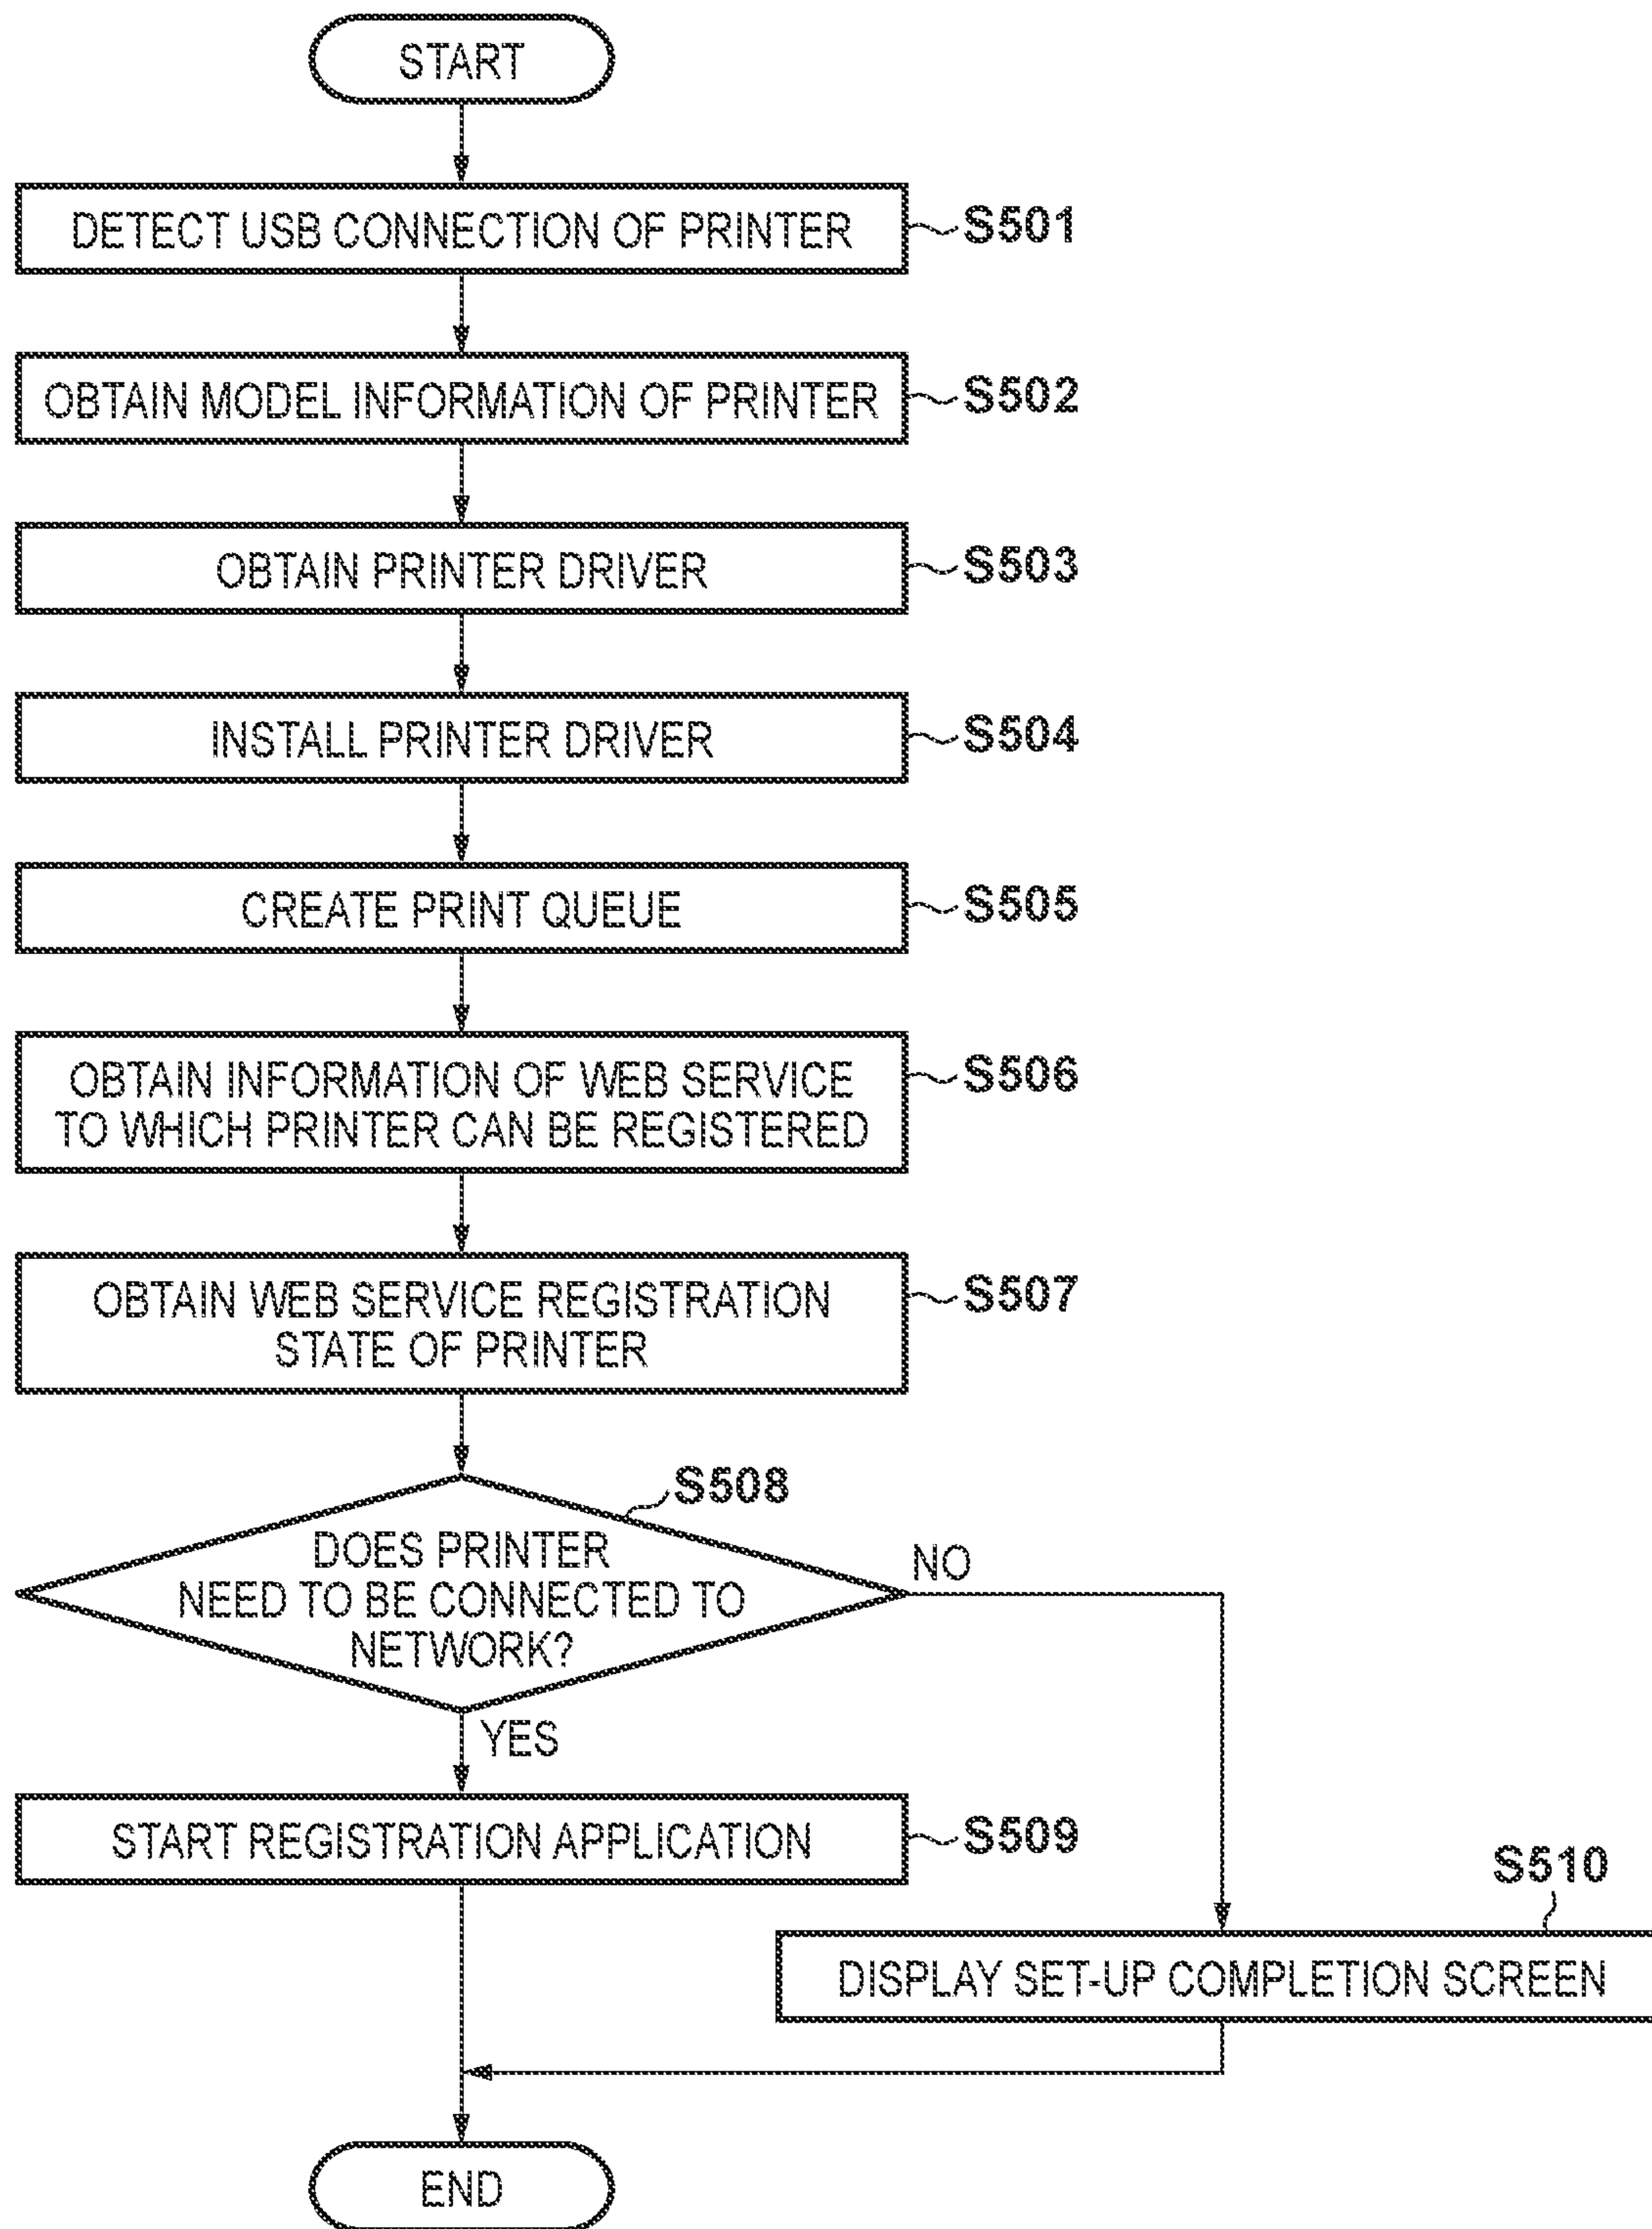 START
DETECT USB CONNECTION OF PRINTER
S501
OBTAIN MODEL INFORMATION OF PRINTER
S502
OBTAIN PRINTER DRIVER
S503
INSTALL PRINTER DRIVER
S504
CREATE PRINT QUEUE
S505
OBTAIN INFORMATION OF WEB SERVICE
TO WHICH PRINTER CAN BE REGISTERED
S506
OBTAIN WEB SERVICE REGISTRATION
STATE OF PRINTER
S507
S508
DOES PRINTER
NEED TO BE CONNECTED TO
NETWORK?
NO
YES
START REGISTRATION APPLICATION
S509
S510
DISPLAY SET-UP COMPLETION SCREEN
END